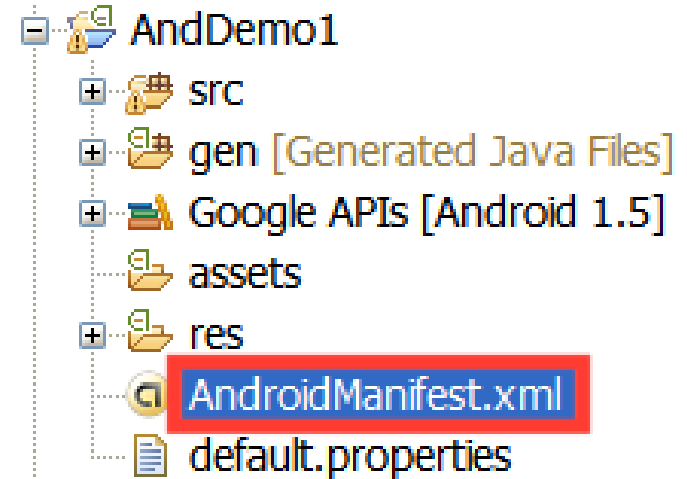 AndDemo1
src
gen [Generated Java Files]
Google APIs [Android 1.5]
assets
res
AndroidManifest.xml
default.properties